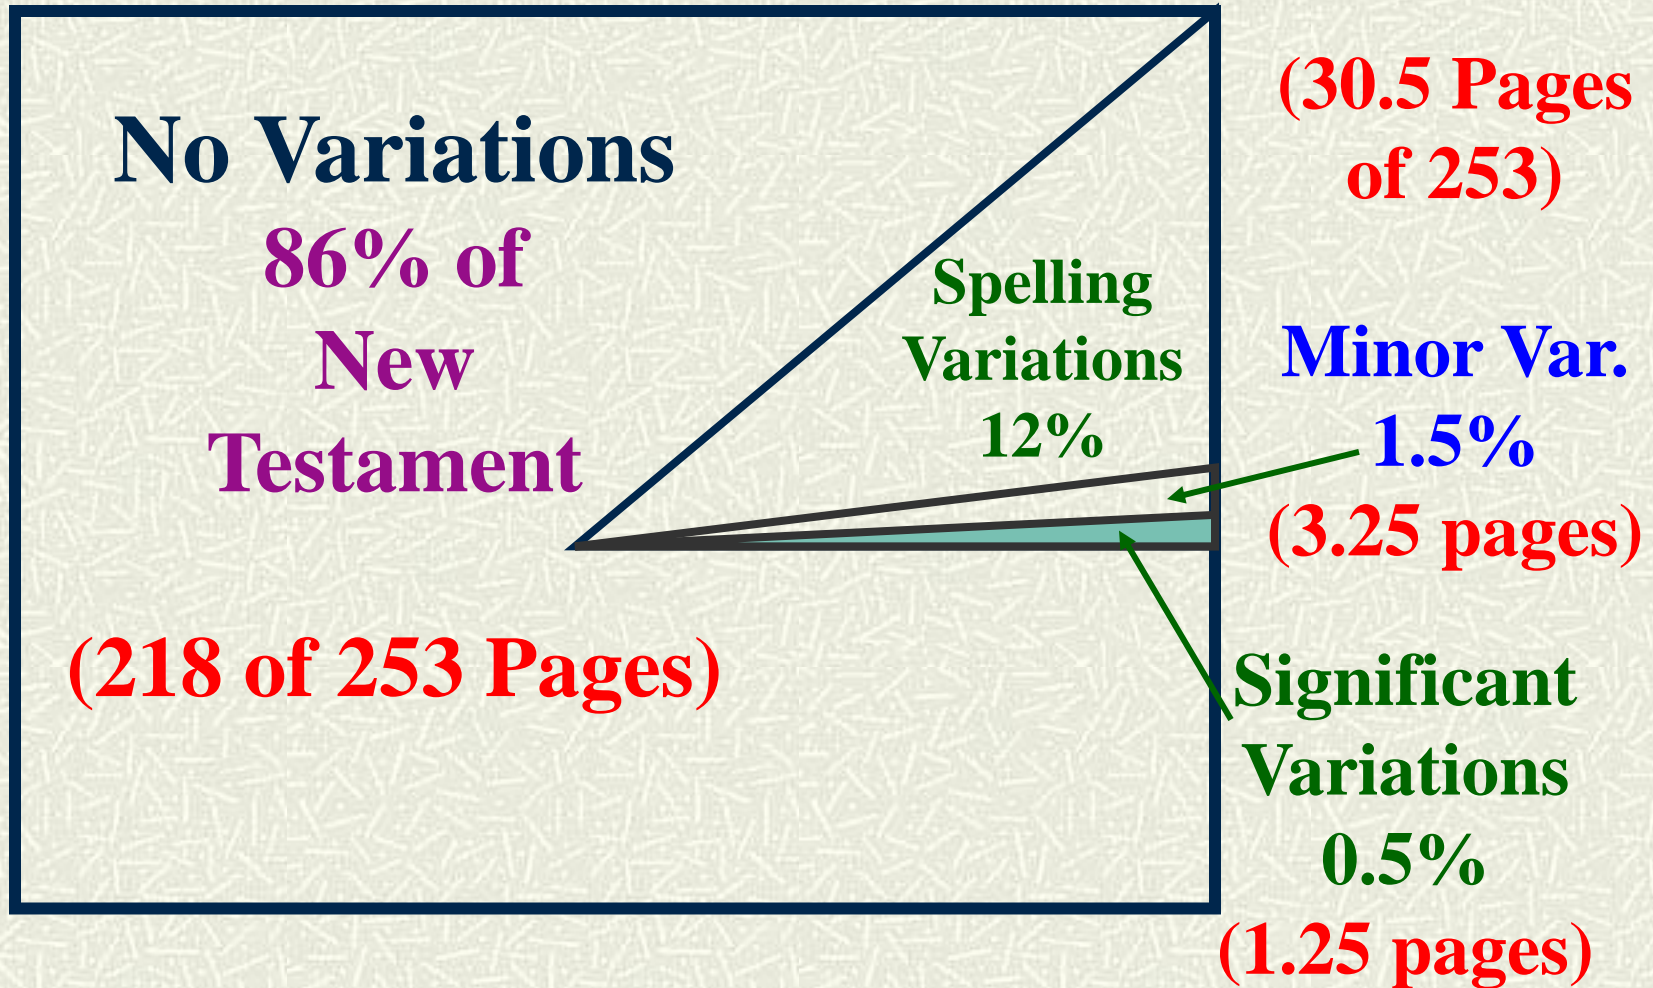 No Variations
86% of
New
Testament
(218 of 253 Pages)
Spelling
Variations
12%
(30.5 Pages
of 253)
Minor Var.
1.5%
(3.25 pages)
Significant
Variations
0.5%
(1.25 pages)